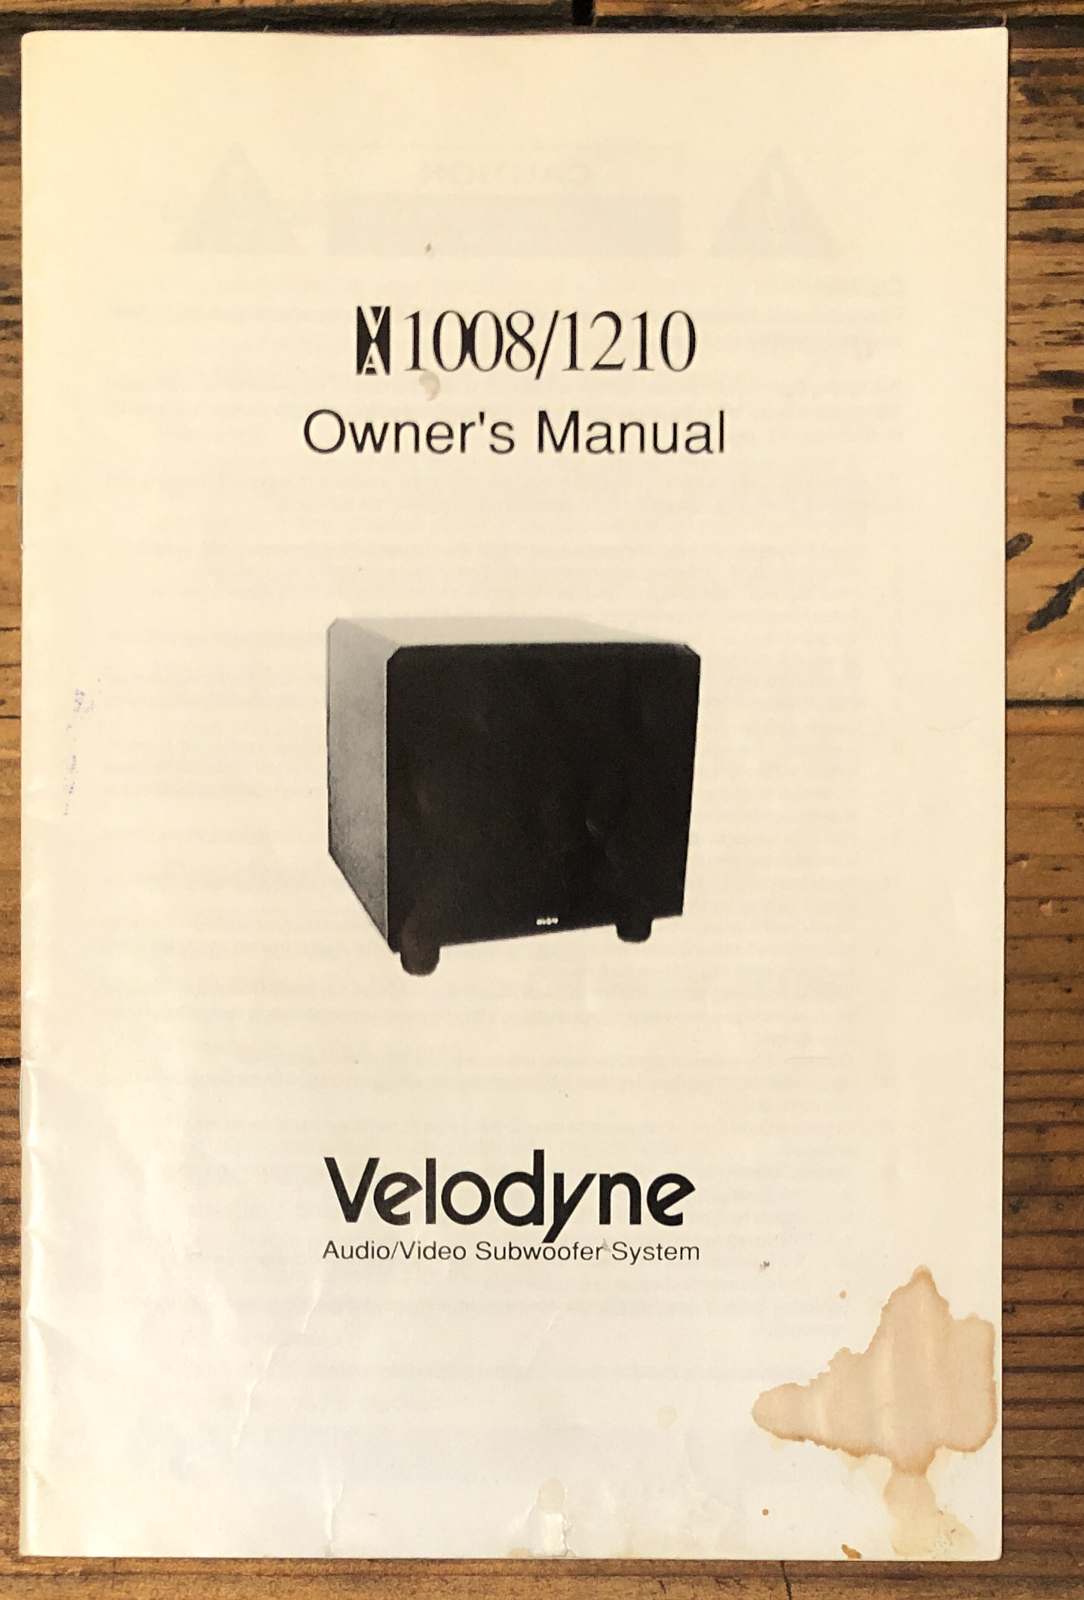 VA 1008/1210
Owner's Manual
Velodyne
Audio/Video Subwoofer System